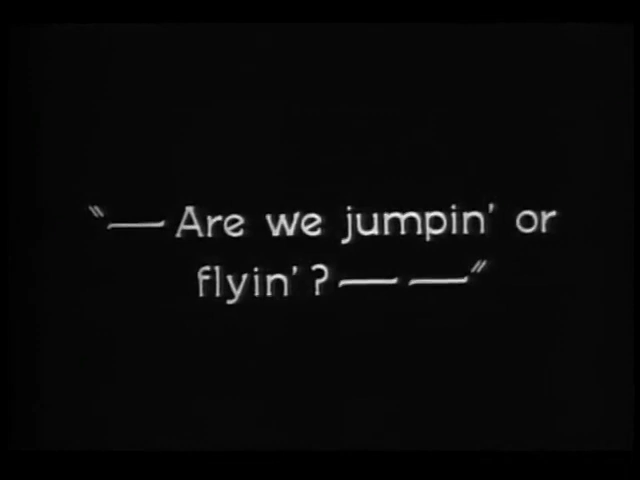 "— Are we jumpin' or
flyin'? — —"